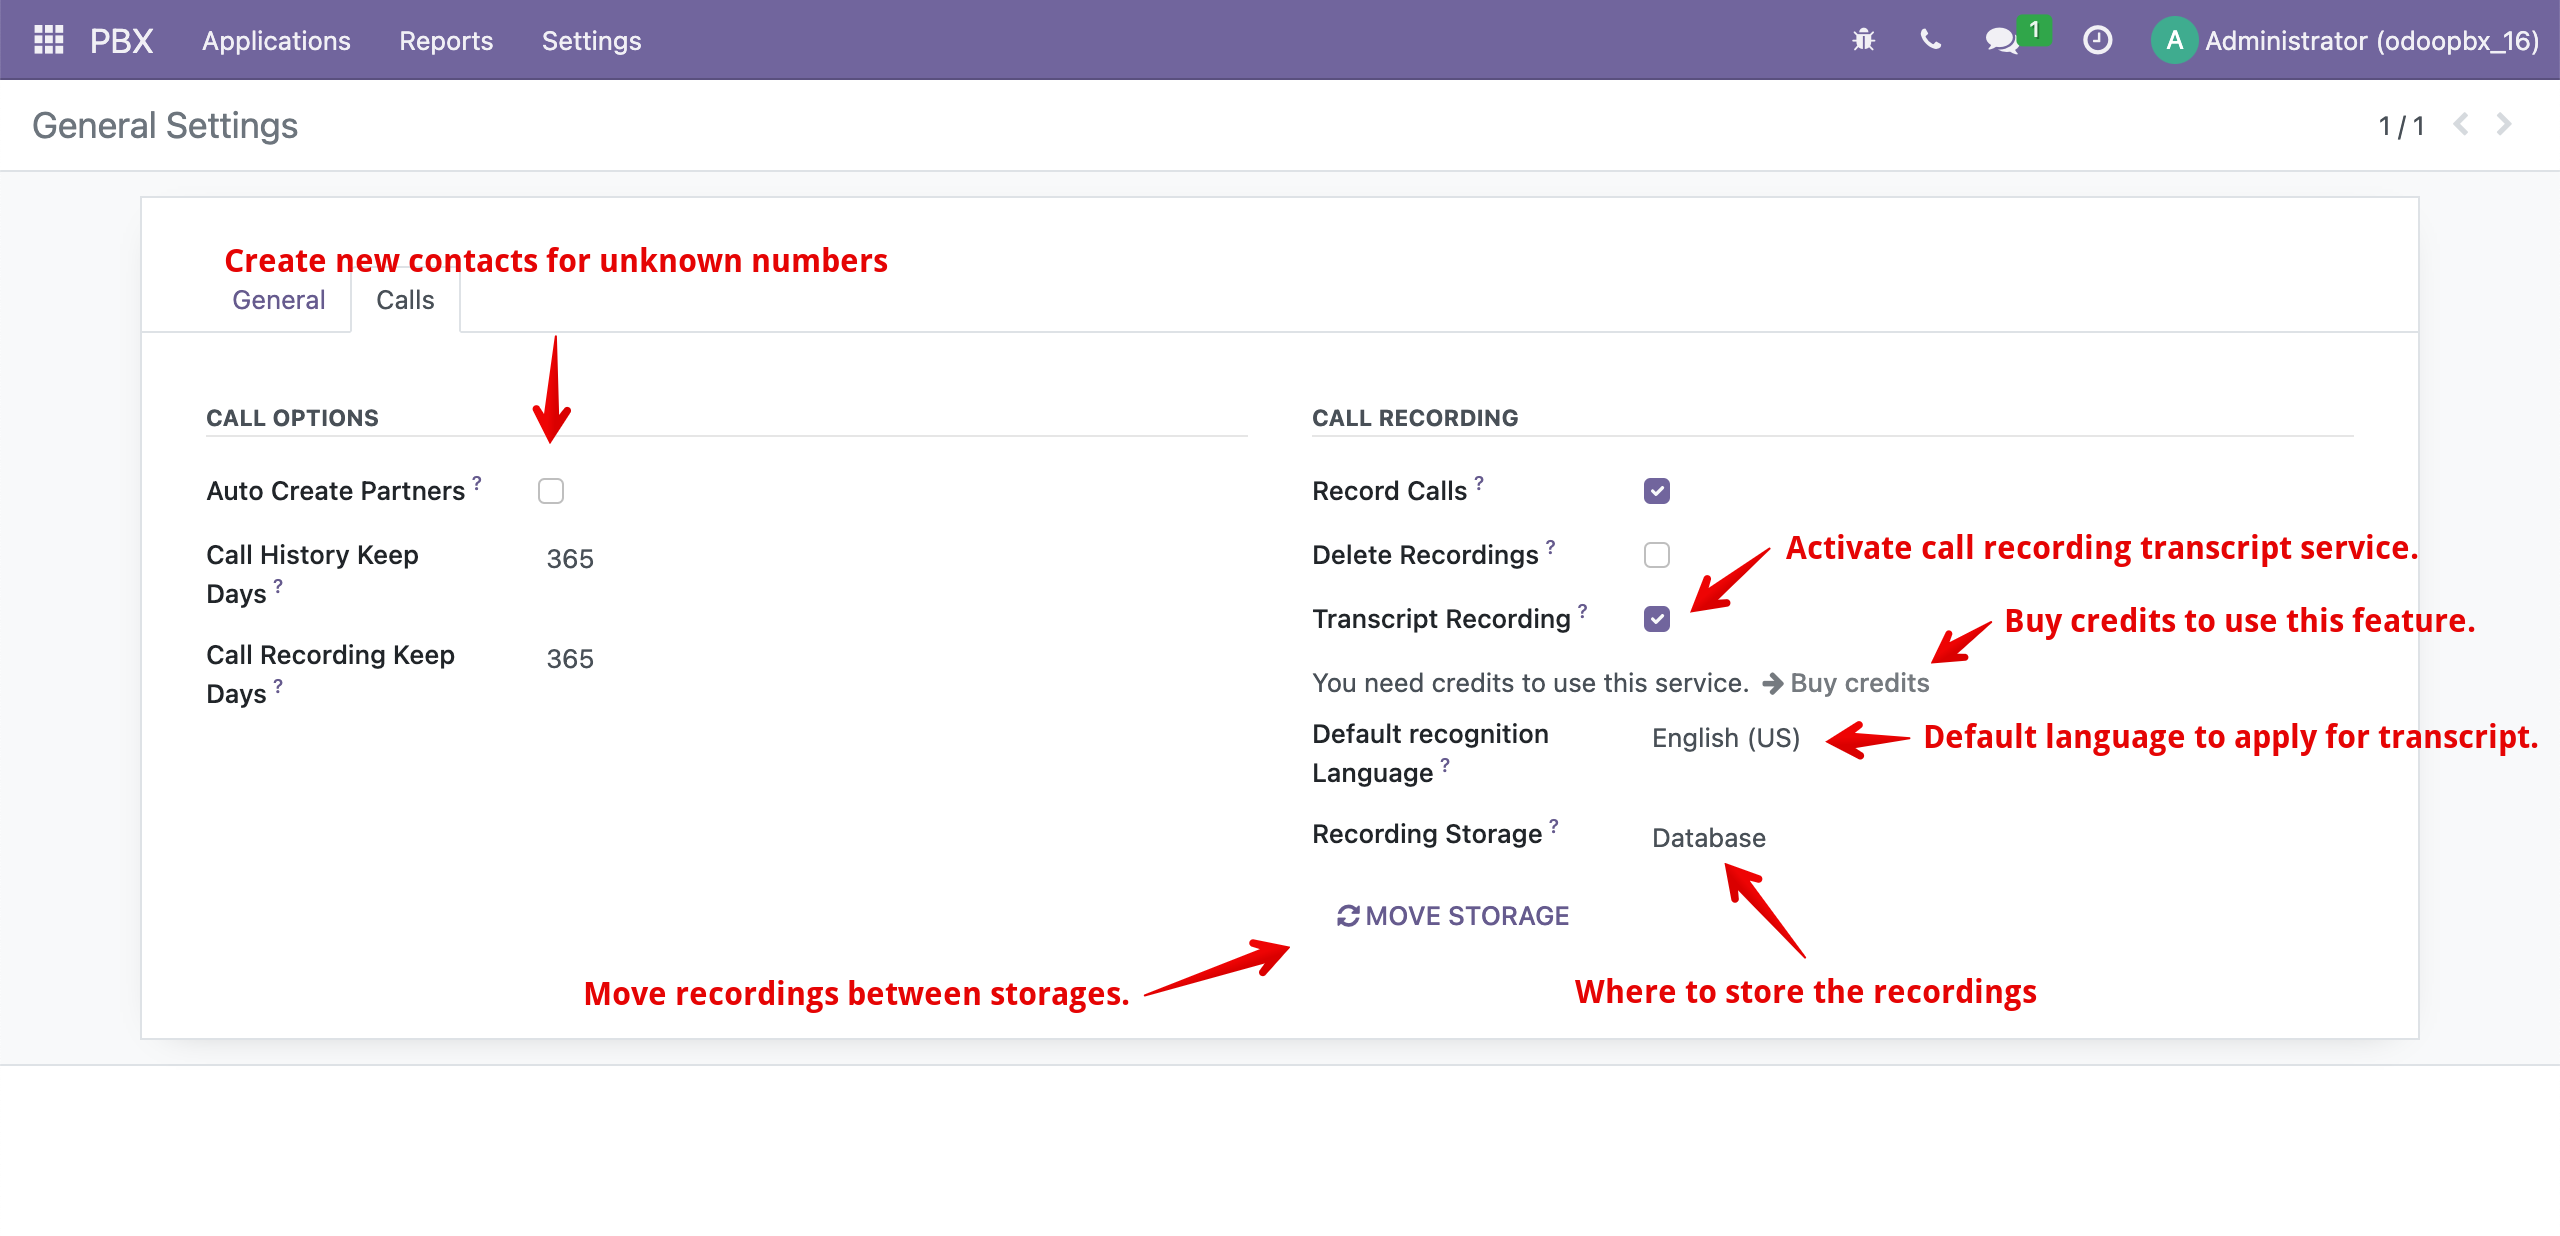 PBX Applications Reports Settings 1 A Administrator (odoopbx_16)
General Settings 1 / 1
Create new contacts for unknown numbers
General Calls
CALL OPTIONS
Auto Create Partners ?
Call History Keep
Days ?
365
Call Recording Keep
Days ?
365
CALL RECORDING
Record Calls ?
Delete Recordings ?
Activate call recording transcript service.
Transcript Recording ?
Buy credits to use this feature.
You need credits to use this service. Buy credits
Default recognition
Language ?
English (US)
Default language to apply for transcript.
Recording Storage ?
Database
MOVE STORAGE
Move recordings between storages.
Where to store the recordings